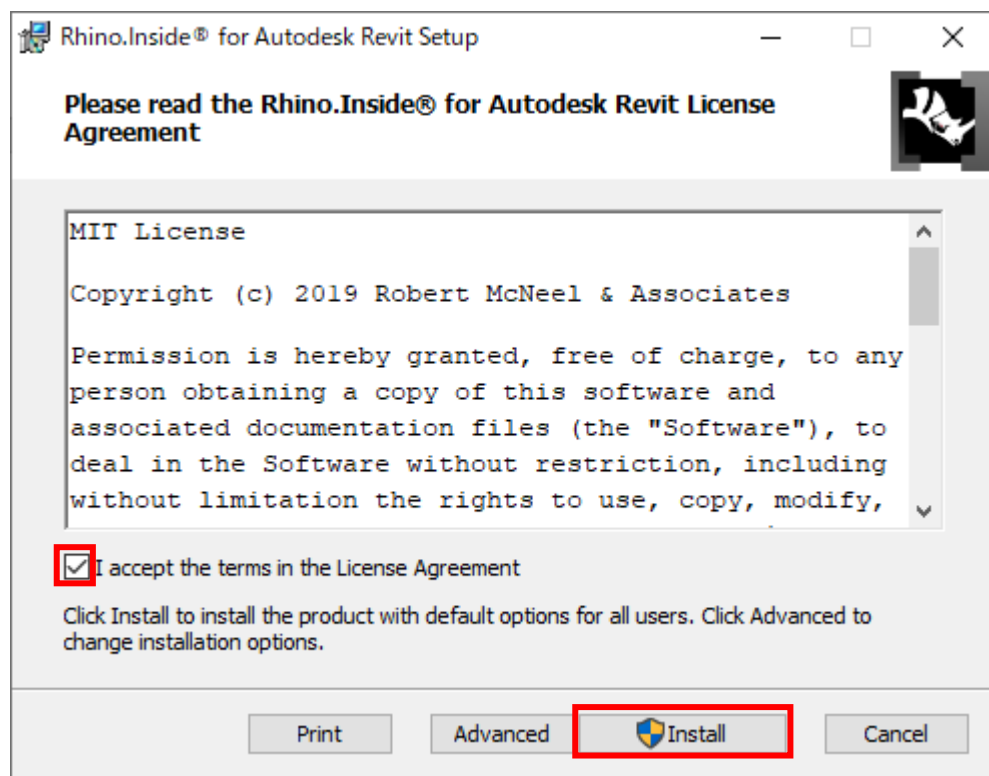 Rhino.Inside® for Autodesk Revit Setup
Please read the Rhino.Inside® for Autodesk Revit License
Agreement
MIT License
Copyright (c) 2019 Robert McNeel & Associates
Permission is hereby granted, free of charge, to any
person obtaining a copy of this software and
associated documentation files (the "Software"), to
deal in the Software without restriction, including
without limitation the rights to use, copy, modify,
I accept the terms in the License Agreement
Click Install to install the product with default options for all users. Click Advanced to
change installation options.
Print Advanced Install Cancel